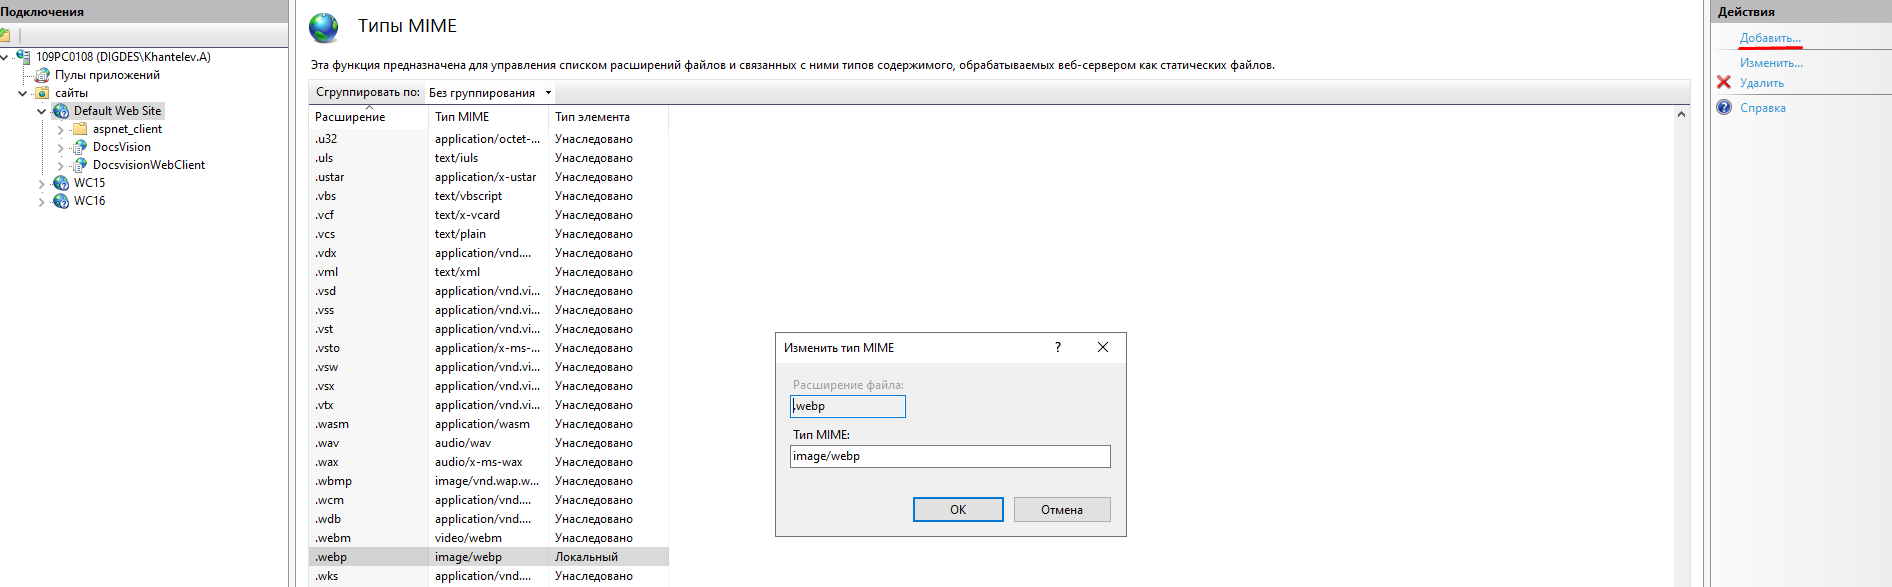 Подключения
109PC0108 (DIGDES\Khantelev.A)
Пулы приложений
сайты
Default Web Site
aspnet_client
DocsVision
DocsvisionWebClient
WC15
WC16
Типы MIME
Эта функция предназначена для управления списком расширений файлов и связанных с ними типов содержимого, обрабатываемых веб-сервером как статических файлов.
Сгруппировать по: Без группирования
Расширение Тип MIME Тип элемента
.u32 application/octet-... Унаследовано
.uls text/iuls Унаследовано
.ustar application/x-ustar Унаследовано
.vbs text/vbscript Унаследовано
.vcf text/x-vcard Унаследовано
.vcs text/plain Унаследовано
.vdx application/vnd.... Унаследовано
.vml text/xml Унаследовано
.vsd application/vnd.vi... Унаследовано
.vss application/vnd.vi... Унаследовано
.vst application/vnd.vi... Унаследовано
.vsto application/x-ms-... Унаследовано
.vsw application/vnd.vi... Унаследовано
.vsx application/vnd.vi... Унаследовано
.vtx application/vnd.vi... Унаследовано
.wasm application/wasm Унаследовано
.wav audio/wav Унаследовано
.wax audio/x-ms-wax Унаследовано
.wbmp image/vnd.wap.w... Унаследовано
.wcm application/vnd.... Унаследовано
.wdb application/vnd.... Унаследовано
.webm video/webm Унаследовано
.webp image/webp Локальный
.wks application/vnd.... Унаследовано
Изменить тип MIME ?
Расширение файла:
.webp
Тип MIME:
image/webp
OK Отмена
Действия
Добавить...
Изменить...
Удалить
Справка